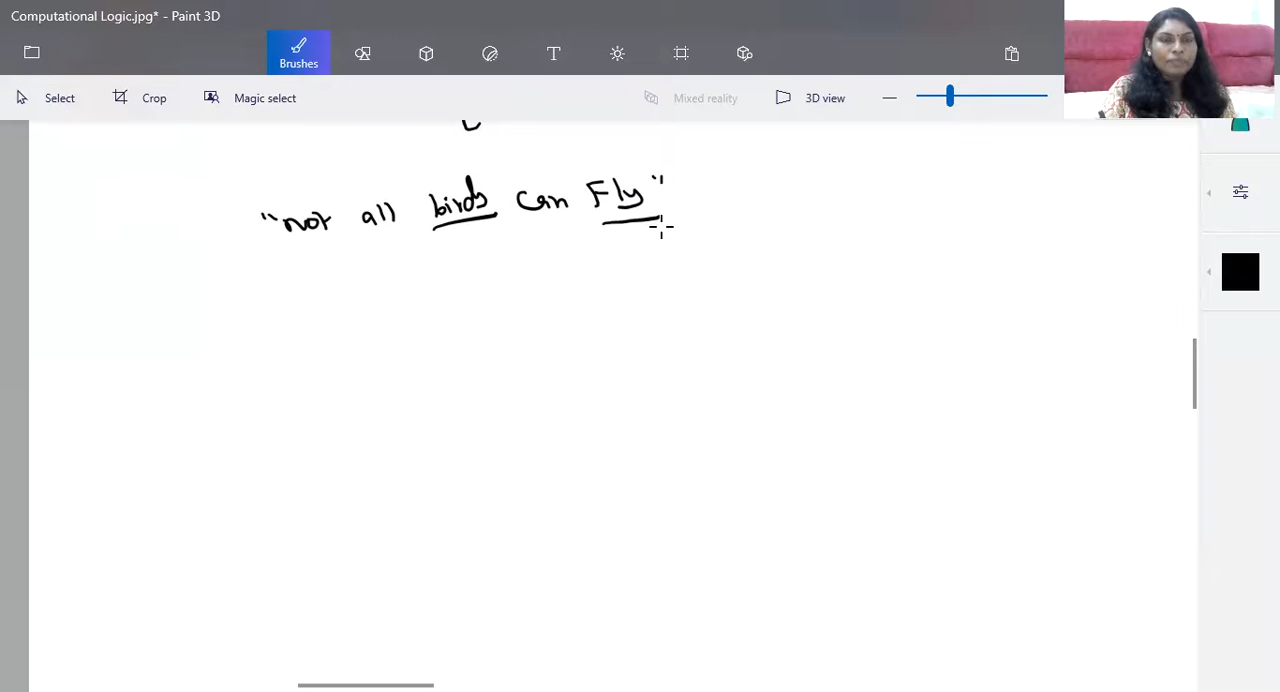 Computational Logic.jpg* - Paint 3D
Brushes
Select
Crop
Magic select
Mixed reality
3D view
"not all birds can Fly"